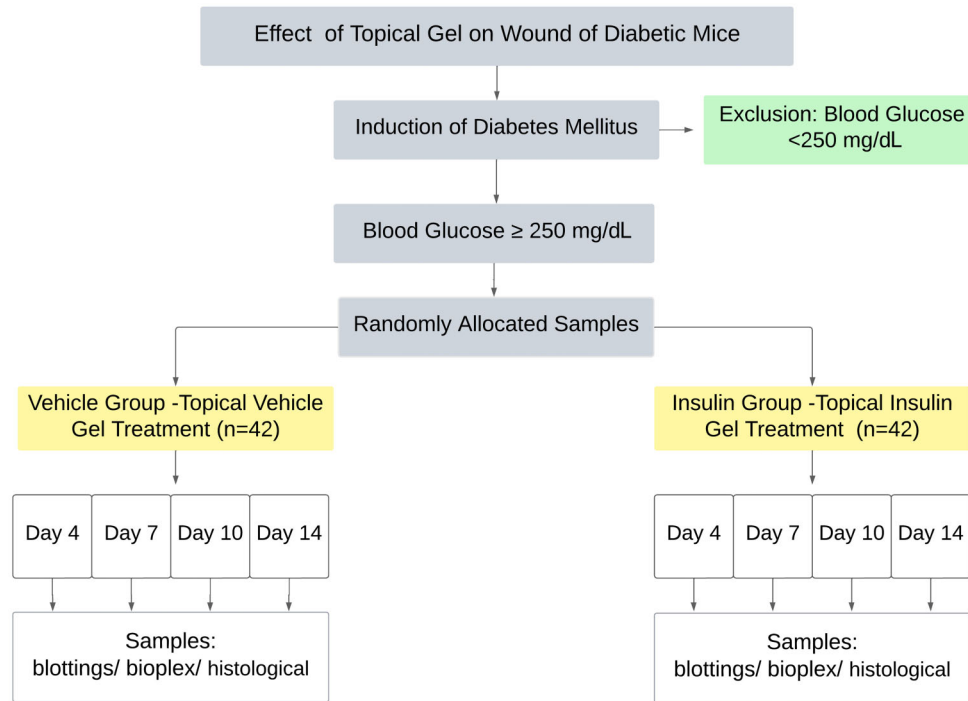 Effect of Topical Gel on Wound of Diabetic Mice
Induction of Diabetes Mellitus
Exclusion: Blood Glucose
<250 mg/dL
Blood Glucose ≥ 250 mg/dL
Randomly Allocated Samples
Vehicle Group -Topical Vehicle
Gel Treatment (n=42)
Insulin Group -Topical Insulin
Gel Treatment (n=42)
Day 4
Day 7
Day 10
Day 14
Day 4
Day 7
Day 10
Day 14
Samples:
blottings/ bioplex/ histological
Samples:
blottings/ bioplex/ histological